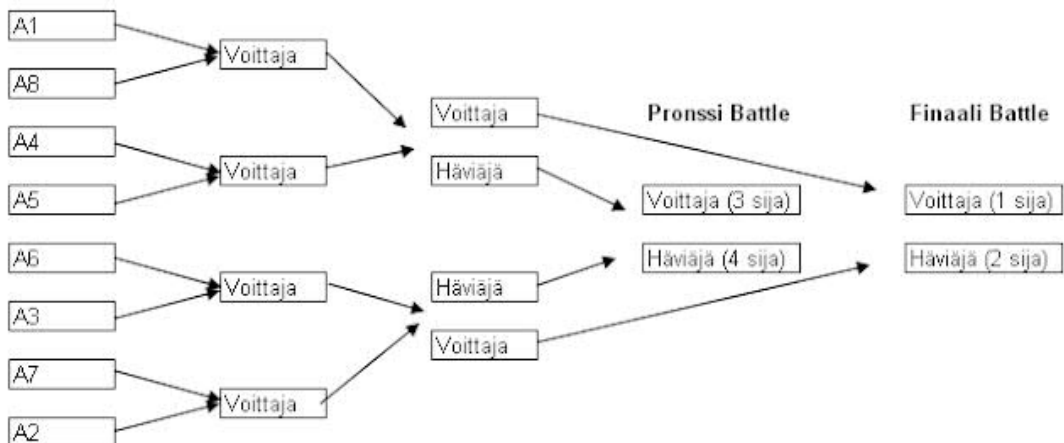 A1
A8
A4
A5
A6
A3
A7
A2
Voittaja
Voittaja
Voittaja
Voittaja
Voittaja
Häviäjä
Häviäjä
Voittaja
Pronssi Battle
Voittaja (3 sija)
Häviäjä (4 sija)
Finaali Battle
Voittaja (1 sija)
Häviäjä (2 sija)